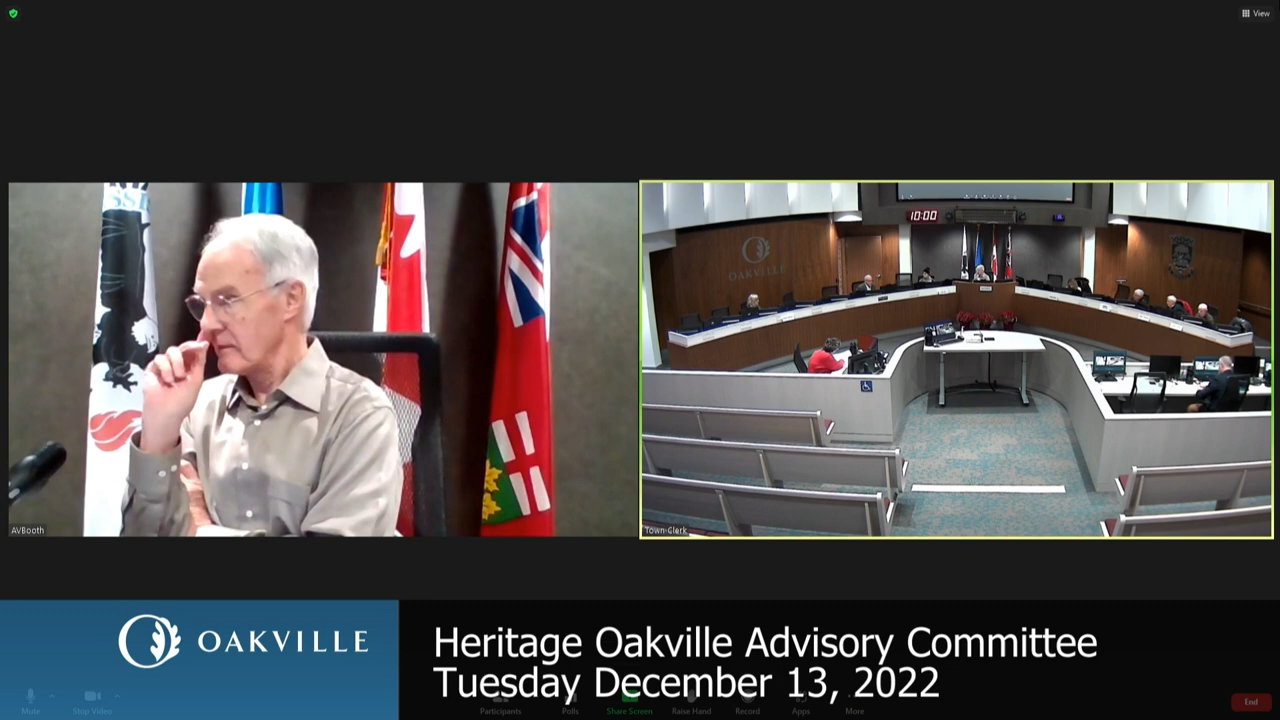 View
10:00
OAKVILLE
AVBooth
Town-Clerk
OAKVILLE
Heritage Oakville Advisory Committee
Tuesday December 13, 2022
Mute
Stop Video
Participants
Polls
Share Screen
Raise Hand
Record
Apps
More
End